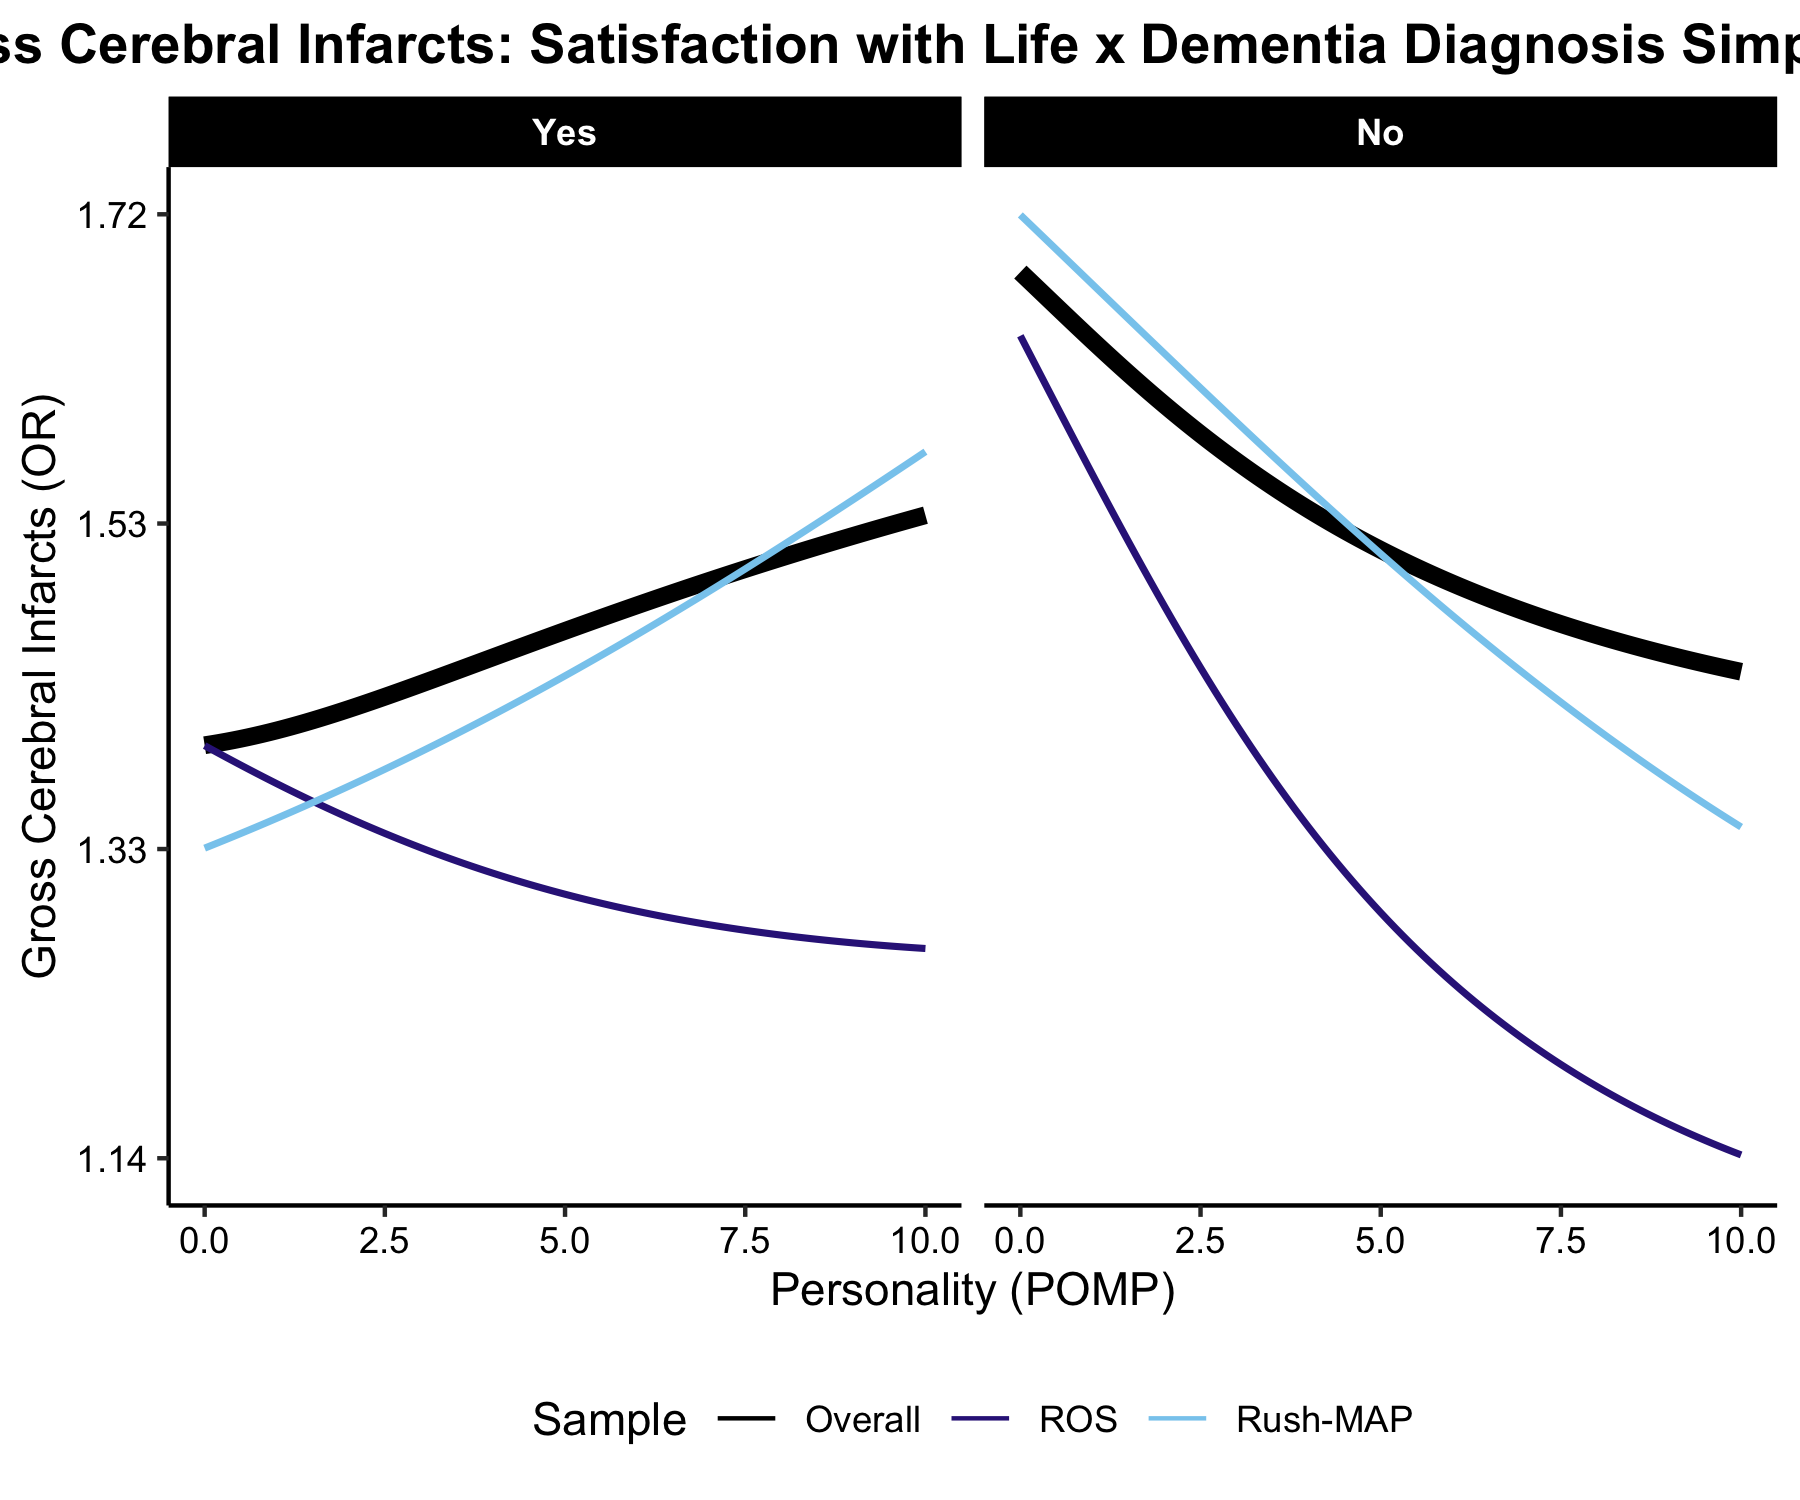 ss Cerebral Infarcts: Satisfaction with Life x Dementia Diagnosis Simp
Yes
No
Gross Cerebral Infarcts (OR)
1.72
1.53
1.33
1.14
0.0 2.5 5.0 7.5 10.0 0.0 2.5 5.0 7.5 10.0
Personality (POMP)
Sample Overall ROS Rush-MAP